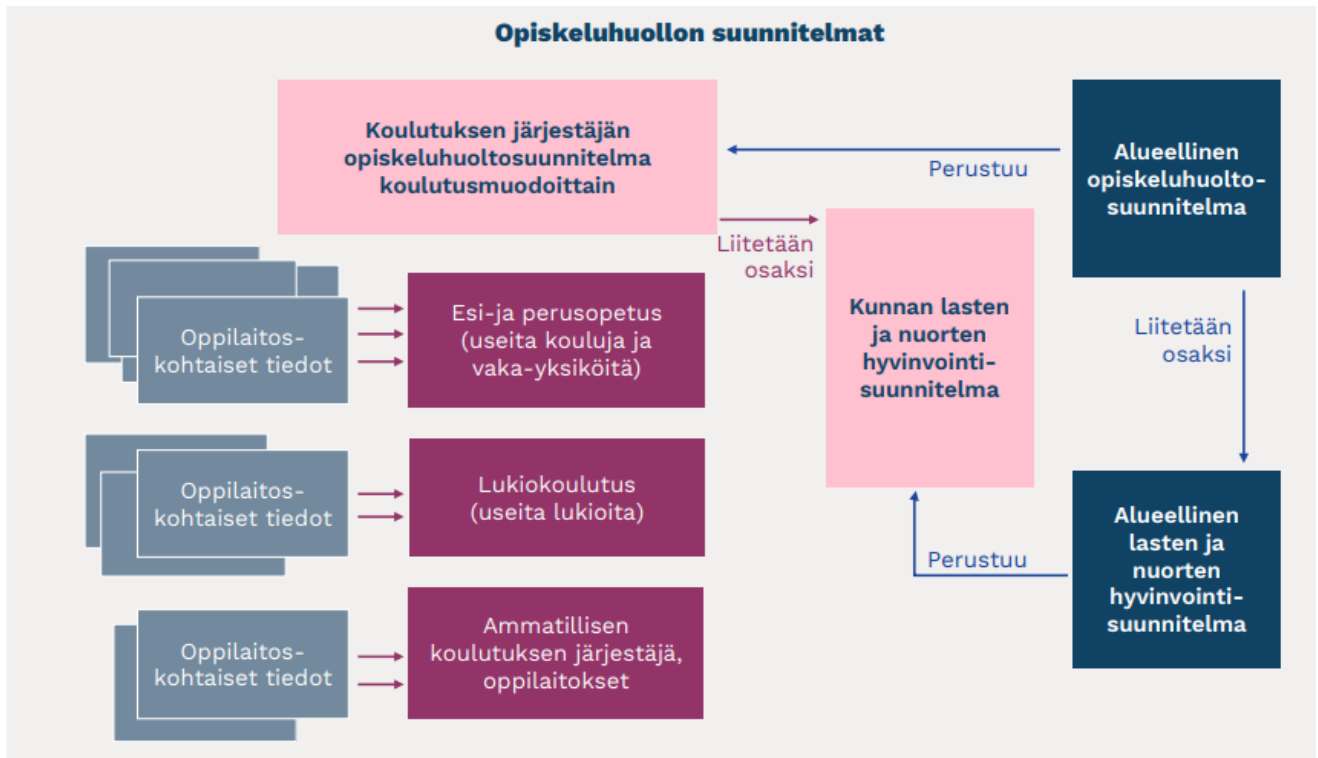 Opiskeluhuollon suunnitelmat
Koulutuksen järjestäjän
opiskeluhuoltosuunnitelma
koulutusmuodoittain
Perustuu
Alueellinen
opiskeluhuolto-
suunnitelma
Liitetään
osaksi
Kunnan lasten
ja nuorten
hyvinvointi-
suunnitelma
Liitetään
osaksi
Oppilaitos-
kohtaiset tiedot
Esi-ja perusopetus
(useita kouluja ja
vaka-yksiköitä)
Oppilaitos-
kohtaiset tiedot
Lukiokoulutus
(useita lukioita)
Perustuu
Alueellinen
lasten ja
nuorten
hyvinvointi-
suunnitelma
Oppilaitos-
kohtaiset tiedot
Ammatillisen
koulutuksen järjestäjä,
oppilaitokset